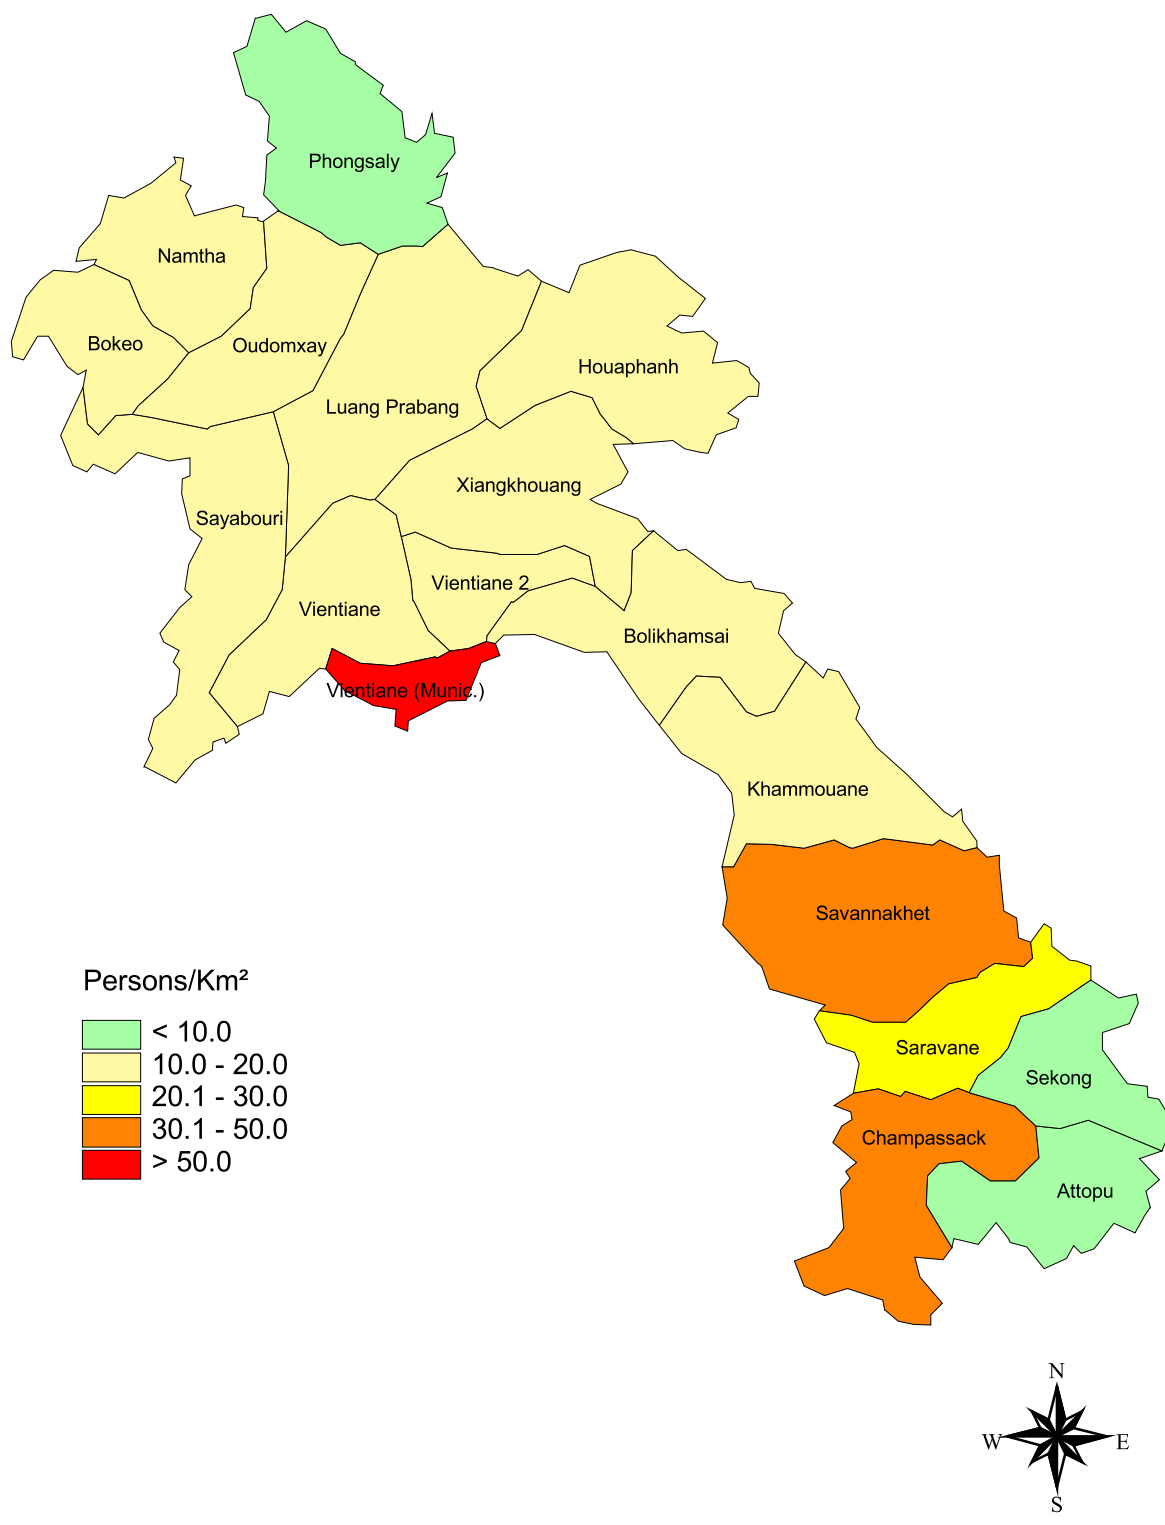 Phongsaly
Namtha
Bokeo
Oudomxay
Houaphanh
Luang Prabang
Xiangkhouang
Sayabouri
Vientiane 2
Vientiane
Bolikhamsai
Vientiane (Munic.)
Khammouane
Savannakhet
Persons/Km²
< 10.0
10.0 - 20.0
20.1 - 30.0
30.1 - 50.0
> 50.0
Saravane
Sekong
Champassack
Attopu
N
W E
S